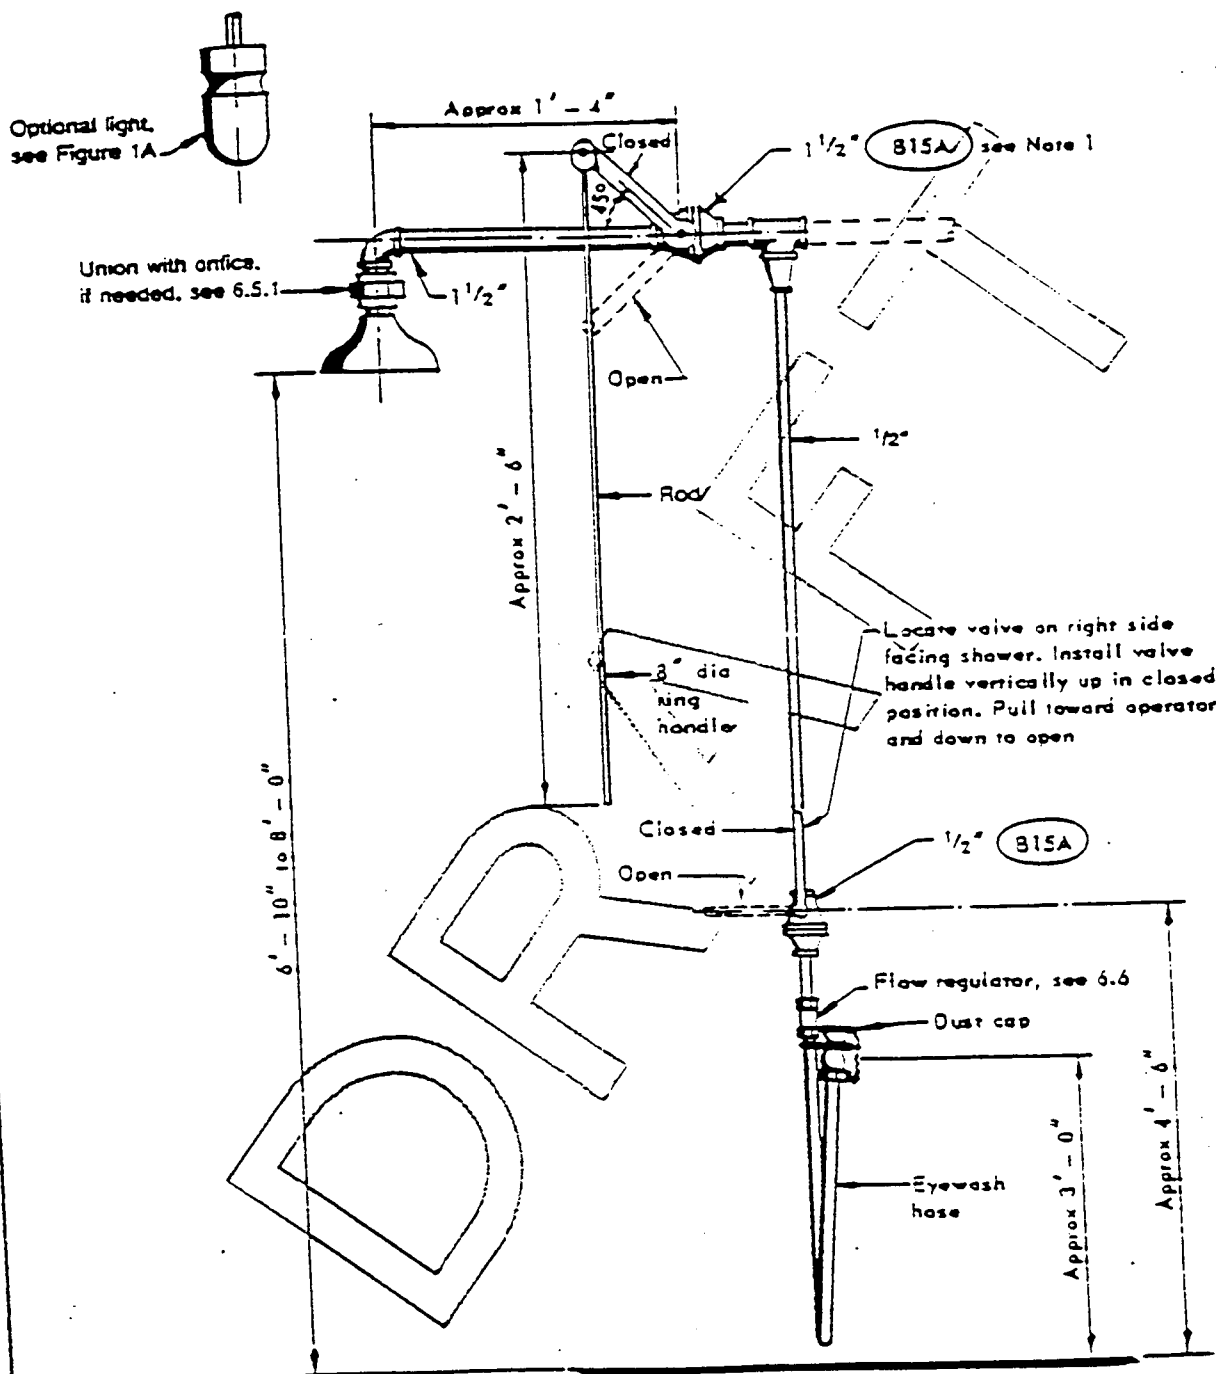 Optional light,
see Figure 1A
Approx 1' - 4"
Closed
1 1/2" B15A see Note 1
45°
Union with orifice,
if needed, see 6.5.1
1 1/2"
Open
1/2"
Approx 2' - 6"
Rod
Locate valve on right side
facing shower. Install valve
handle vertically up in closed
position. Pull toward operator
and down to open
8" dia
ring
handle
6' - 10" to 8' - 0"
Closed
1/2" B15A
Open
Flow regulator, see 6.6
Dust cap
Eyewash
hose
Approx 3' - 0"
Approx 4' - 6"
DRAFT